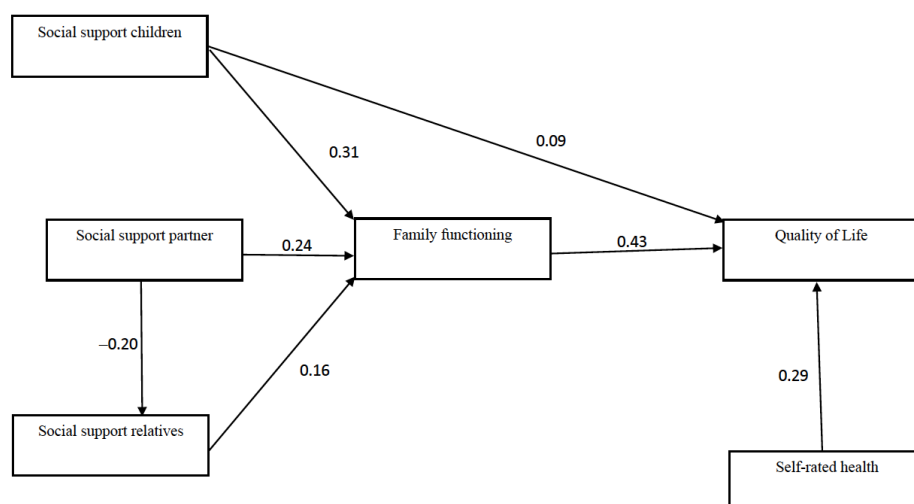 Social support children
0.09
0.31
Social support partner
0.24
Family functioning
0.43
Quality of Life
−0.20
0.16
0.29
Social support relatives
Self-rated health